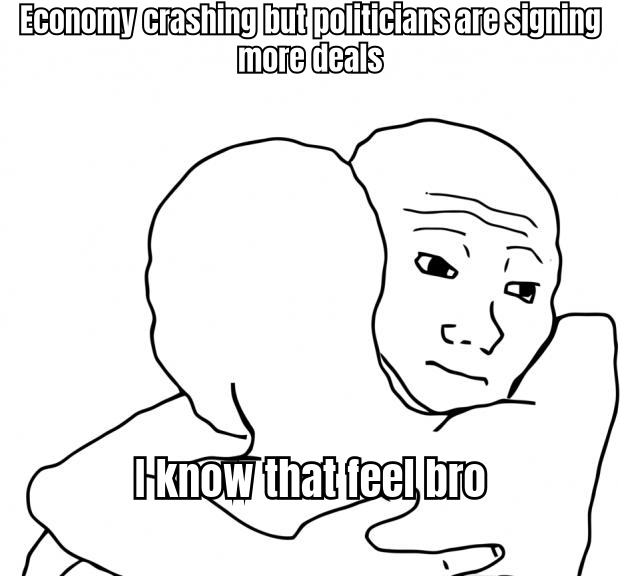 Economy crashing but politicians are signing
more deals
I know that feel bro